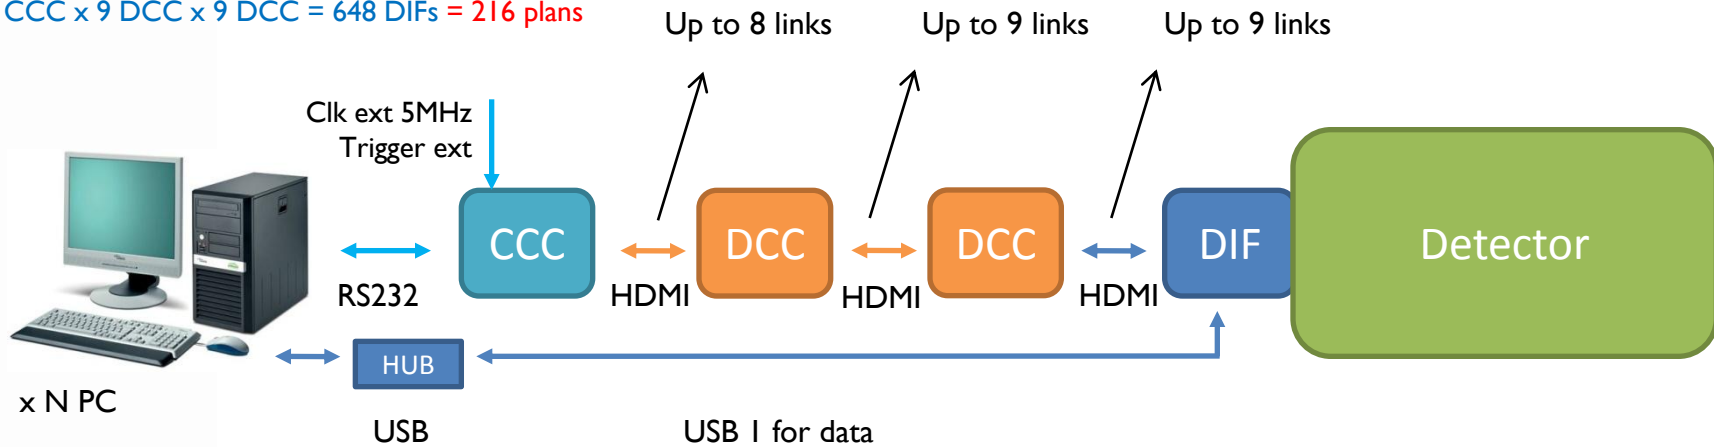 CCC x 9 DCC x 9 DCC = 648 DIFs = 216 plans
Up to 8 links
Up to 9 links
Up to 9 links
Clk ext 5MHz
Trigger ext
CCC
DCC
DCC
DIF
Detector
RS232
HDMI
HDMI
HDMI
HUB
x N PC
USB
USB 1 for data